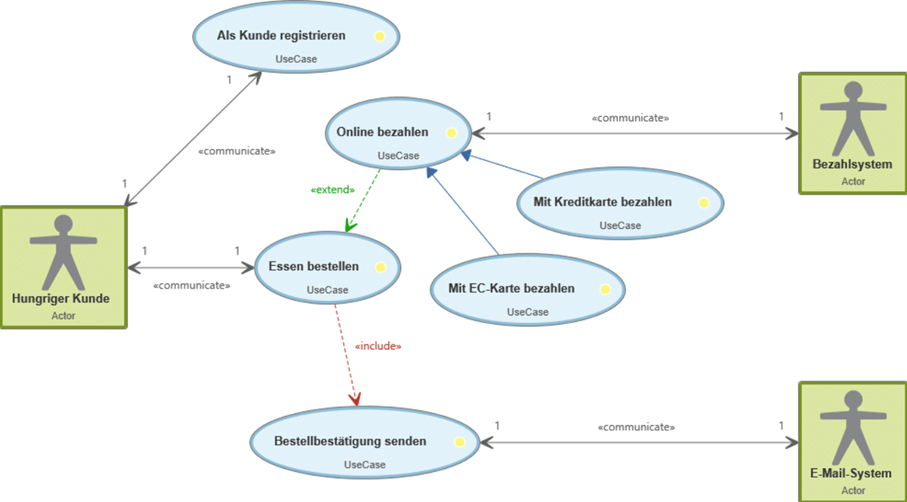 Als Kunde registrieren
UseCase
1
«communicate»
1
Online bezahlen
UseCase
1
«communicate»
1
Bezahlsystem
Actor
«extend»
Mit Kreditkarte bezahlen
UseCase
Hungriger Kunde
Actor
1
«communicate»
1
Essen bestellen
UseCase
Mit EC-Karte bezahlen
UseCase
«include»
Bestellbestätigung senden
UseCase
1
«communicate»
1
E-Mail-System
Actor